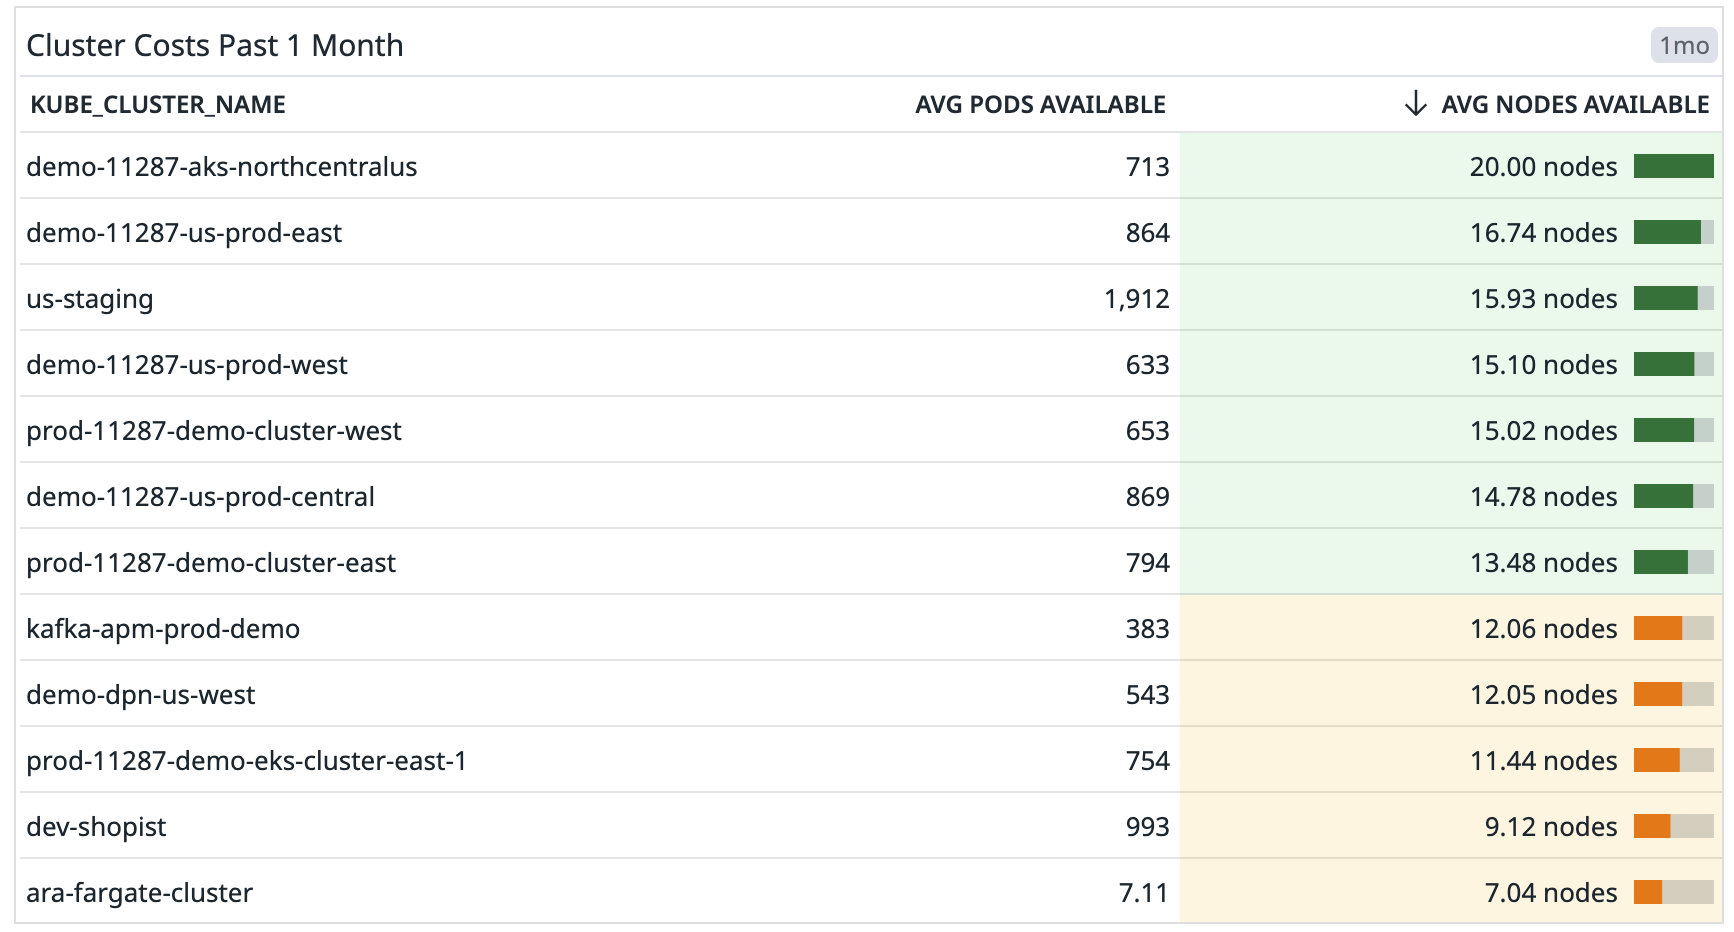 Cluster Costs Past 1 Month 1mo
KUBE_CLUSTER_NAME AVG PODS AVAILABLE ↓ AVG NODES AVAILABLE
demo-11287-aks-northcentralus 713 20.00 nodes
demo-11287-us-prod-east 864 16.74 nodes
us-staging 1,912 15.93 nodes
demo-11287-us-prod-west 633 15.10 nodes
prod-11287-demo-cluster-west 653 15.02 nodes
demo-11287-us-prod-central 869 14.78 nodes
prod-11287-demo-cluster-east 794 13.48 nodes
kafka-apm-prod-demo 383 12.06 nodes
demo-dpn-us-west 543 12.05 nodes
prod-11287-demo-eks-cluster-east-1 754 11.44 nodes
dev-shopist 993 9.12 nodes
ara-fargate-cluster 7.11 7.04 nodes